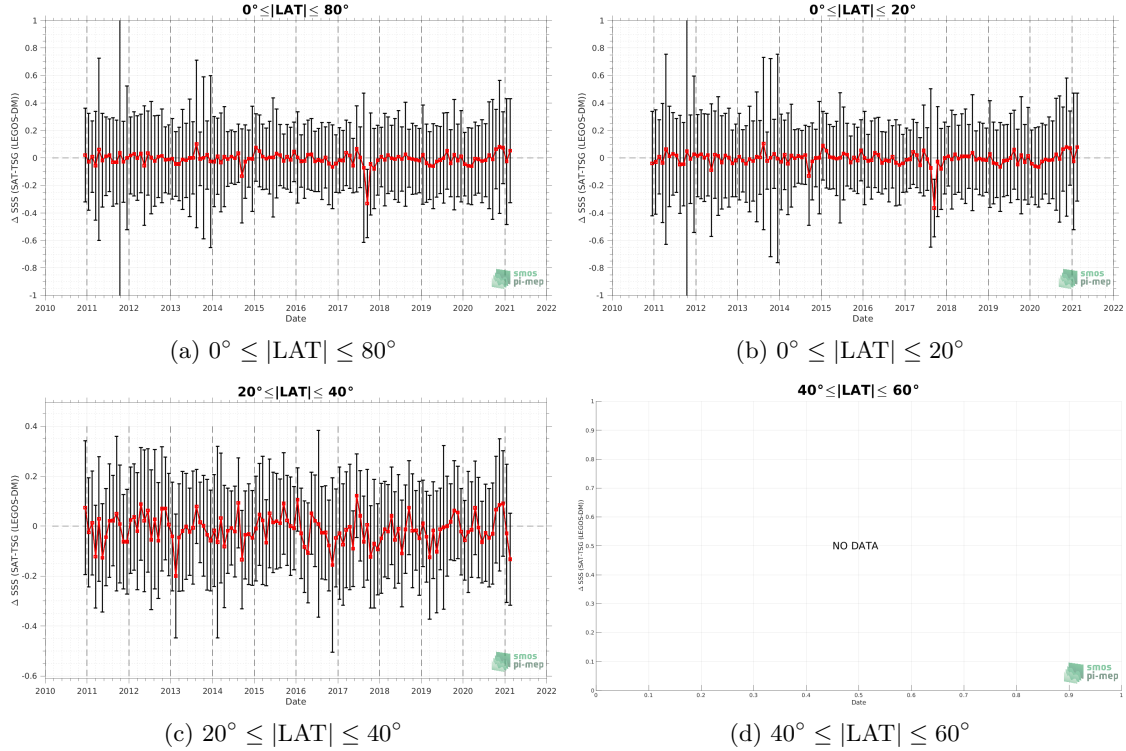 0°≤|LAT|≤ 80°
Δ SSS (SAT-TSG (LEGOS-DM))
1
0.8
0.6
0.4
0.2
0
-0.2
-0.4
-0.6
-0.8
-1
2010 2011 2012 2013 2014 2015 2016 2017 2018 2019 2020 2021 2022
Date
smos
pi-mep
(a) 0° ≤ |LAT| ≤ 80°
0°≤|LAT|≤ 20°
Δ SSS (SAT-TSG (LEGOS-DM))
1
0.8
0.6
0.4
0.2
0
-0.2
-0.4
-0.6
-0.8
-1
2010 2011 2012 2013 2014 2015 2016 2017 2018 2019 2020 2021 2022
Date
smos
pi-mep
(b) 0° ≤ |LAT| ≤ 20°
20°≤|LAT|≤ 40°
Δ SSS (SAT-TSG (LEGOS-DM))
0.4
0.2
0
-0.2
-0.4
-0.6
2010 2011 2012 2013 2014 2015 2016 2017 2018 2019 2020 2021 2022
Date
smos
pi-mep
(c) 20° ≤ |LAT| ≤ 40°
40°≤|LAT|≤ 60°
Δ SSS (SAT-TSG (LEGOS-DM))
1
0.9
0.8
0.7
0.6
0.5
0.4
0.3
0.2
0.1
0
NO DATA
0 0.1 0.2 0.3 0.4 0.5 0.6 0.7 0.8 0.9 1
Date
smos
pi-mep
(d) 40° ≤ |LAT| ≤ 60°